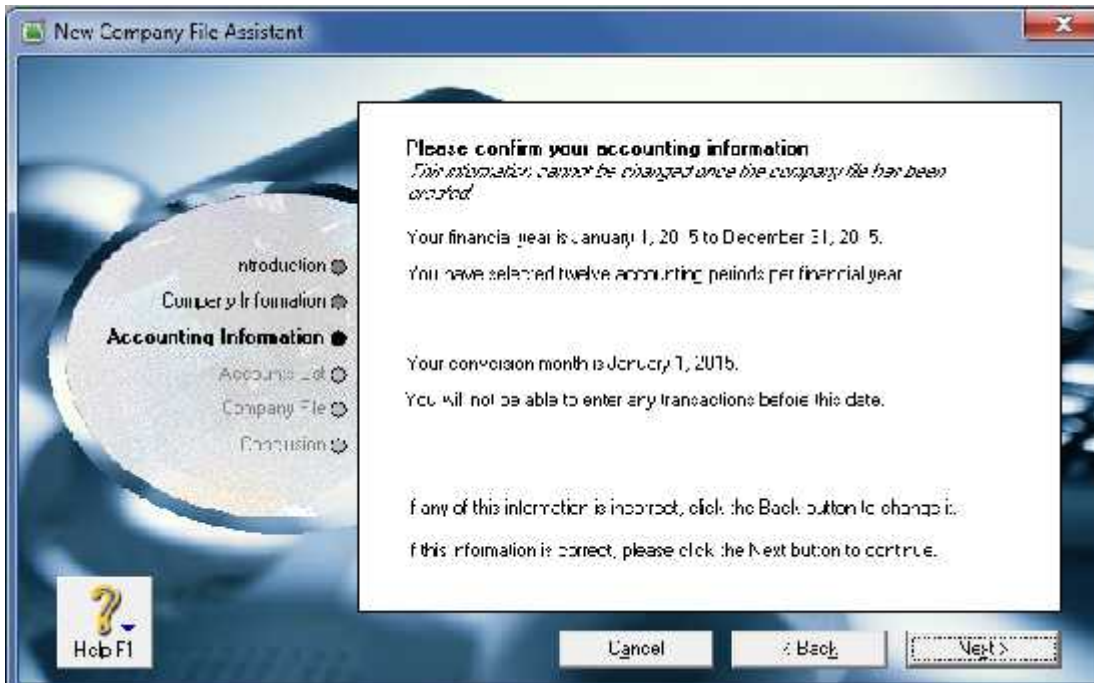 New Company File Assistant
Please confirm your accounting information
This information cannot be changed once the company file has been
created.
Your financial year is January 1, 2015 to December 31, 2015.
You have selected twelve accounting periods per financial year
Introduction
Company Information
Accounting Information
Accounts List
Company File
Conclusion
Your conversion month is January 1, 2015.
You will not be able to enter any transactions before this date.
If any of this information is incorrect, click the Back button to change it.
If this information is correct, please click the Next button to continue.
Help F1
Cancel
< Back
Next >